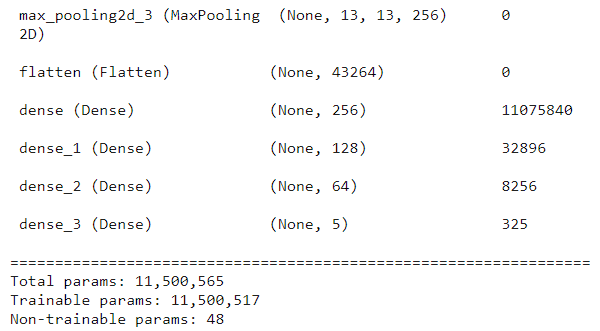 max_pooling2d_3 (MaxPooling (None, 13, 13, 256) 0
2D)
flatten (Flatten) (None, 43264) 0
dense (Dense) (None, 256) 11075840
dense_1 (Dense) (None, 128) 32896
dense_2 (Dense) (None, 64) 8256
dense_3 (Dense) (None, 5) 325
=================================================================
Total params: 11,500,565
Trainable params: 11,500,517
Non-trainable params: 48